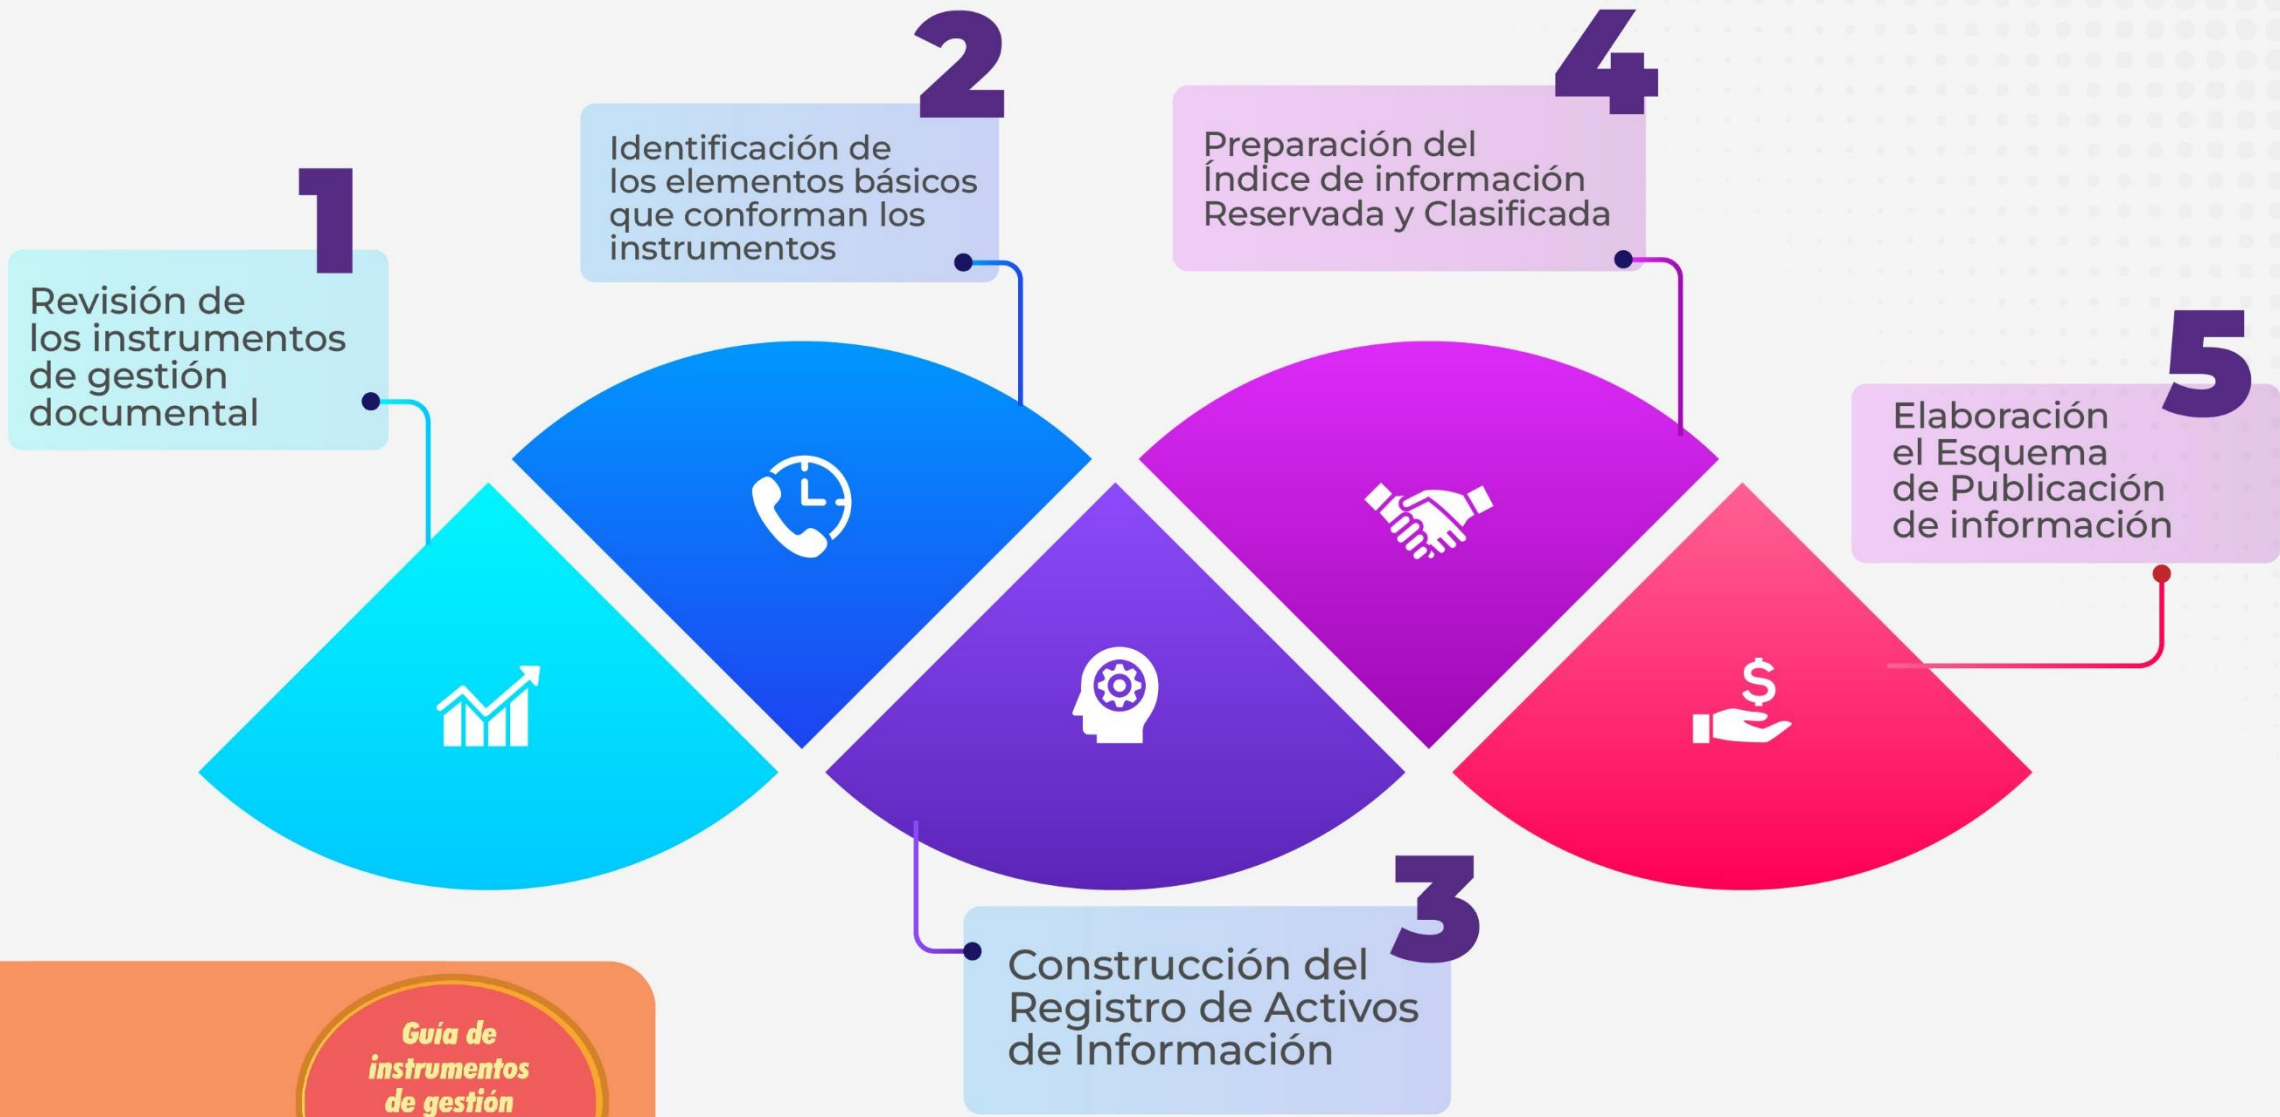 1
Revisión de
los instrumentos
de gestión
documental
2
Identificación de
los elementos básicos
que conforman los
instrumentos
3
Construcción del
Registro de Activos
de Información
4
Preparación del
Índice de información
Reservada y Clasificada
5
Elaboración
el Esquema
de Publicación
de información
$
Guía de
instrumentos
de gestión